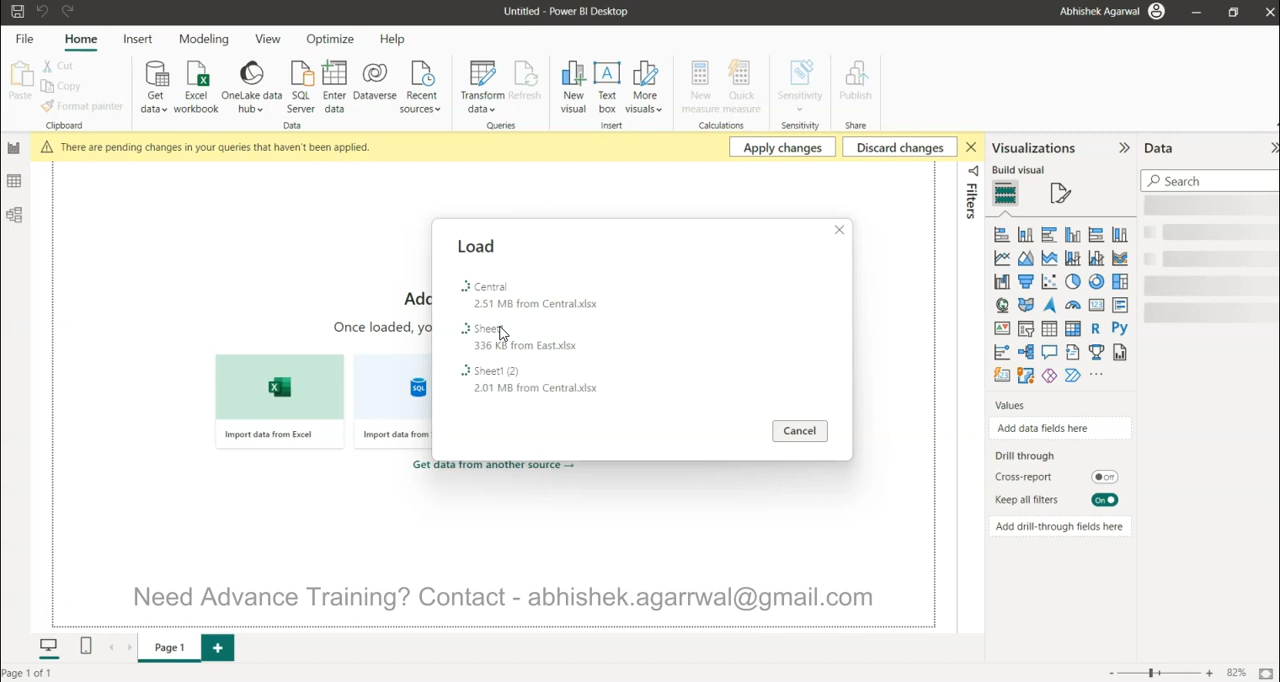 Untitled - Power BI Desktop
Abhishek Agarwal
File Home Insert Modeling View Optimize Help
Paste
Cut
Copy
Format painter
Clipboard
Get data
Excel workbook
OneLake data hub
SQL Server
Enter data
Dataverse
Recent sources
Data
Transform data
Refresh
Queries
New visual
Text box
More visuals
Insert
New measure
Quick measure
Calculations
Sensitivity
Sensitivity
Publish
Share
There are pending changes in your queries that haven't been applied.
Apply changes
Discard changes
Filters
Visualizations
Build visual
Data
Search
Load
Central
2.51 MB from Central.xlsx
336 KB from East.xlsx
Sheet1 (2)
2.01 MB from Central.xlsx
Cancel
Add
Once loaded, yo
SQL
Import data from Excel
Import data from
Get data from another source →
R
Py
123
Values
Add data fields here
Drill through
Cross-report
Off
Keep all filters
On
Add drill-through fields here
Need Advance Training? Contact - abhishek.agarrwal@gmail.com
Page 1
Page 1 of 1
82%